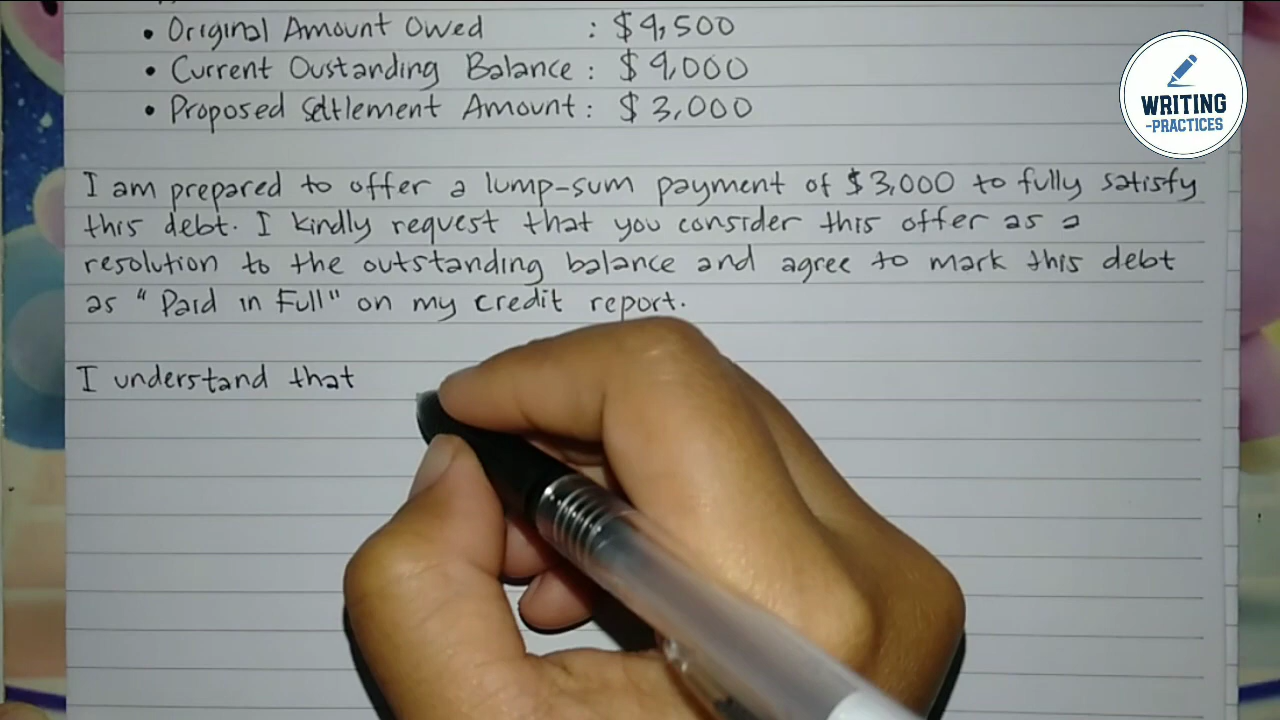 • Original Amount Owed : $4,500
• Current Oustanding Balance : $4,000
• Proposed Settlement Amount : $3,000
I am prepared to offer a lump-sum payment of $3,000 to fully satisfy
this debt. I kindly request that you consider this offer as a
resolution to the outstanding balance and agree to mark this debt
as "Paid in Full" on my credit report.
I understand that
WRITING
-PRACTICES